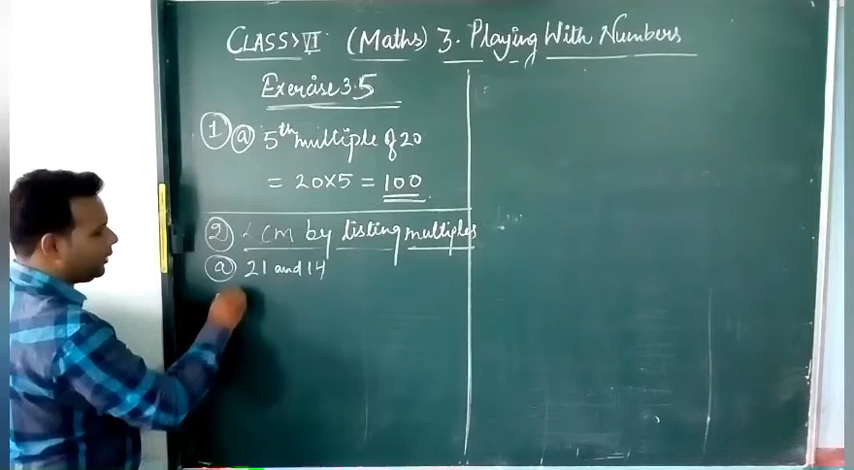 CLASS>VI (Maths) 3. Playing With Numbers
Exercise 3.5
1 a 5th multiple of 20
= 20×5 = 100
2) LCM by listing multiples
a 21 and 14